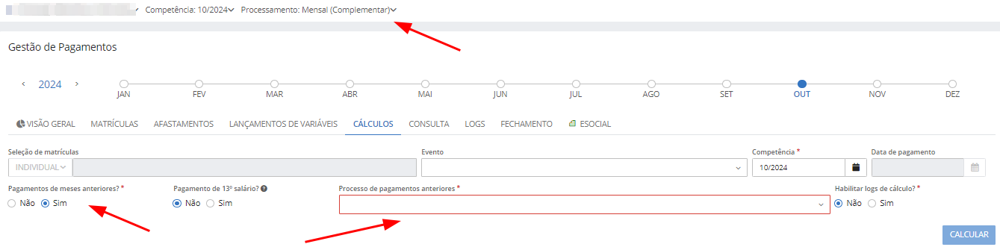 Competência: 10/2024 Processamento: Mensal (Complementar)
Gestão de Pagamentos
2024
JAN FEV MAR ABR MAI JUN JUL AGO SET OUT NOV DEZ
VISÃO GERAL MATRÍCULAS AFASTAMENTOS LANÇAMENTOS DE VARIÁVEIS CÁLCULOS CONSULTA LOGS FECHAMENTO ESOCIAL
Seleção de matrículas Evento Competência * Data de pagamento
INDIVIDUAL 10/2024
Pagamentos de meses anteriores? * Pagamento de 13º salário? Processo de pagamentos anteriores * Habilitar logs de cálculo? *
Não Sim Não Sim Não Sim
CALCULAR